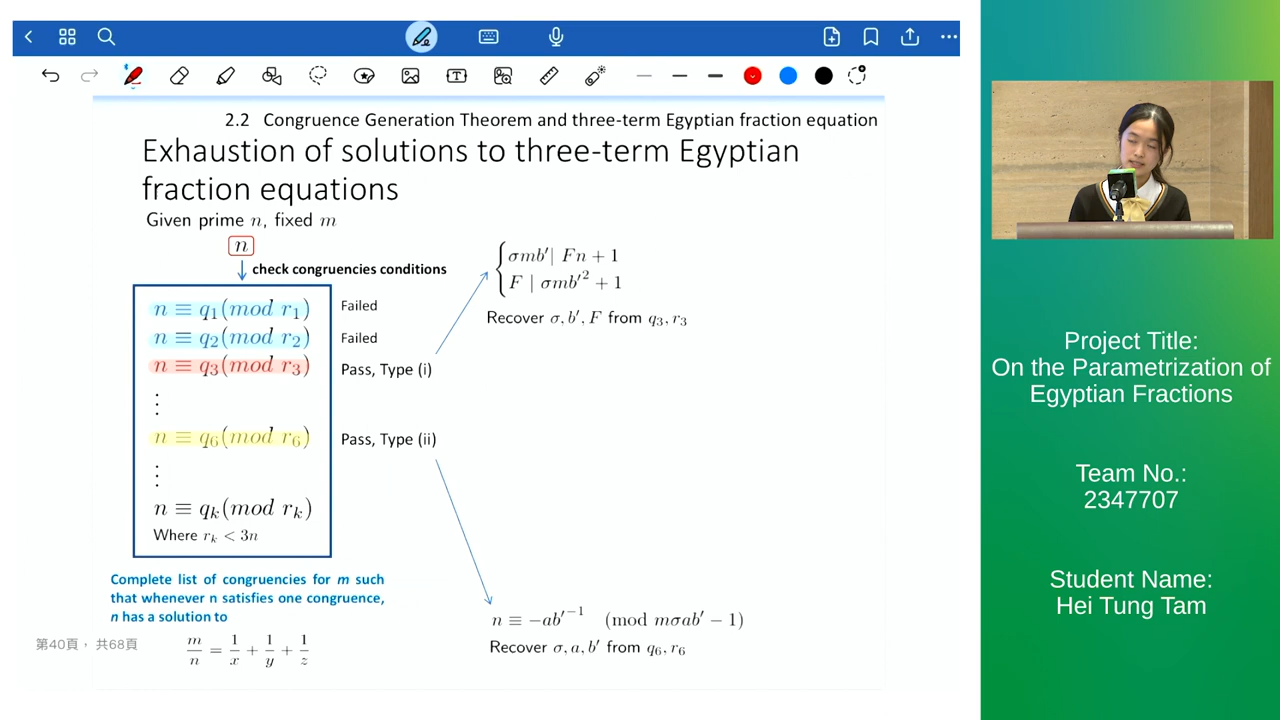 2.2 Congruence Generation Theorem and three-term Egyptian fraction equation
Exhaustion of solutions to three-term Egyptian
fraction equations
Given prime n, fixed m
n
check congruencies conditions
n ≡ q₁(mod r₁) Failed
n ≡ q₂(mod r₂) Failed
n ≡ q₃(mod r₃) Pass, Type (i)
⋮
n ≡ q₆(mod r₆) Pass, Type (ii)
⋮
n ≡ qₖ(mod rₖ)
Where rₖ < 3n
Complete list of congruencies for m such
that whenever n satisfies one congruence,
n has a solution to
m/n = 1/x + 1/y + 1/z
第40頁，共68頁
σmb′| Fn + 1
F | σmb′² + 1
Recover σ, b′, F from q₃, r₃
n ≡ −ab′⁻¹ (mod mσab′ − 1)
Recover σ, a, b′ from q₆, r₆
Project Title:
On the Parametrization of
Egyptian Fractions
Team No.:
2347707
Student Name:
Hei Tung Tam